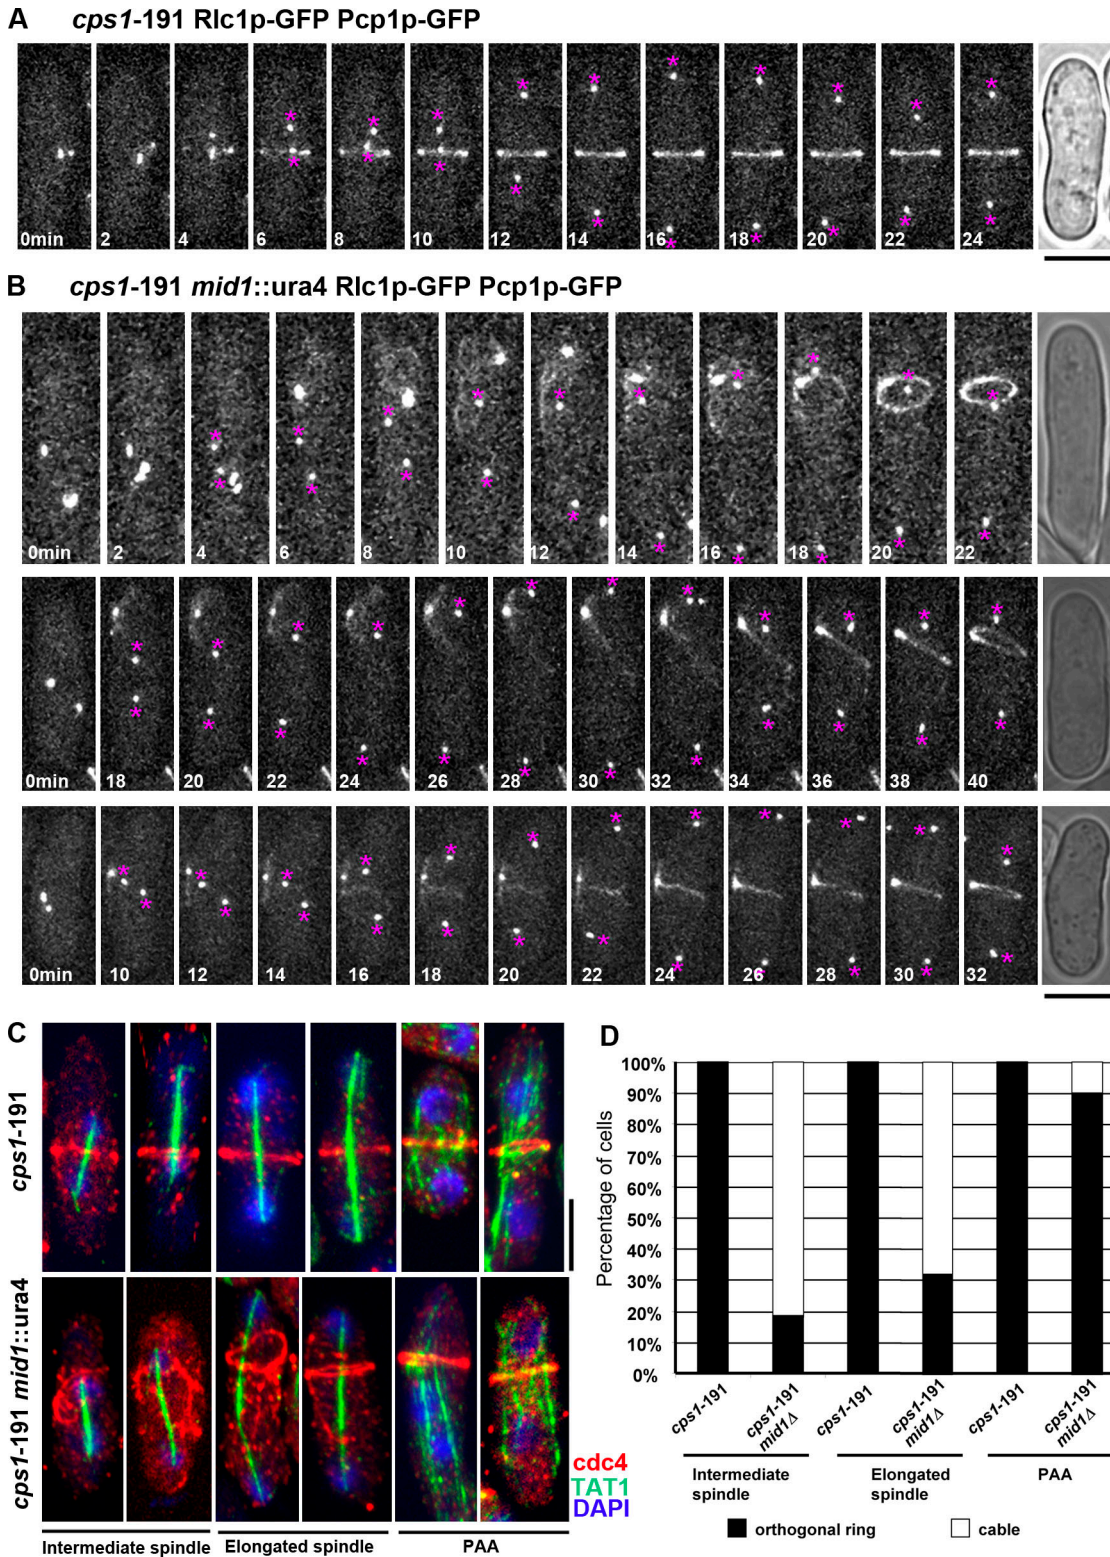 A cps1-191 Rlc1p-GFP Pcp1p-GFP
0min 2 4 6 8 10 12 14 16 18 20 22 24
B cps1-191 mid1::ura4 Rlc1p-GFP Pcp1p-GFP
0min 2 4 6 8 10 12 14 16 18 20 22
0min 18 20 22 24 26 28 30 32 34 36 38 40
0min 10 12 14 16 18 20 22 24 26 28 30 32
C
cps1-191
cps1-191 mid1::ura4
cdc4
TAT1
DAPI
Intermediate spindle Elongated spindle PAA
D
Percentage of cells
100%
90%
80%
70%
60%
50%
40%
30%
20%
10%
0%
cps1-191 cps1-191 mid1Δ cps1-191 cps1-191 mid1Δ cps1-191 cps1-191 mid1Δ
Intermediate spindle Elongated spindle PAA
orthogonal ring cable